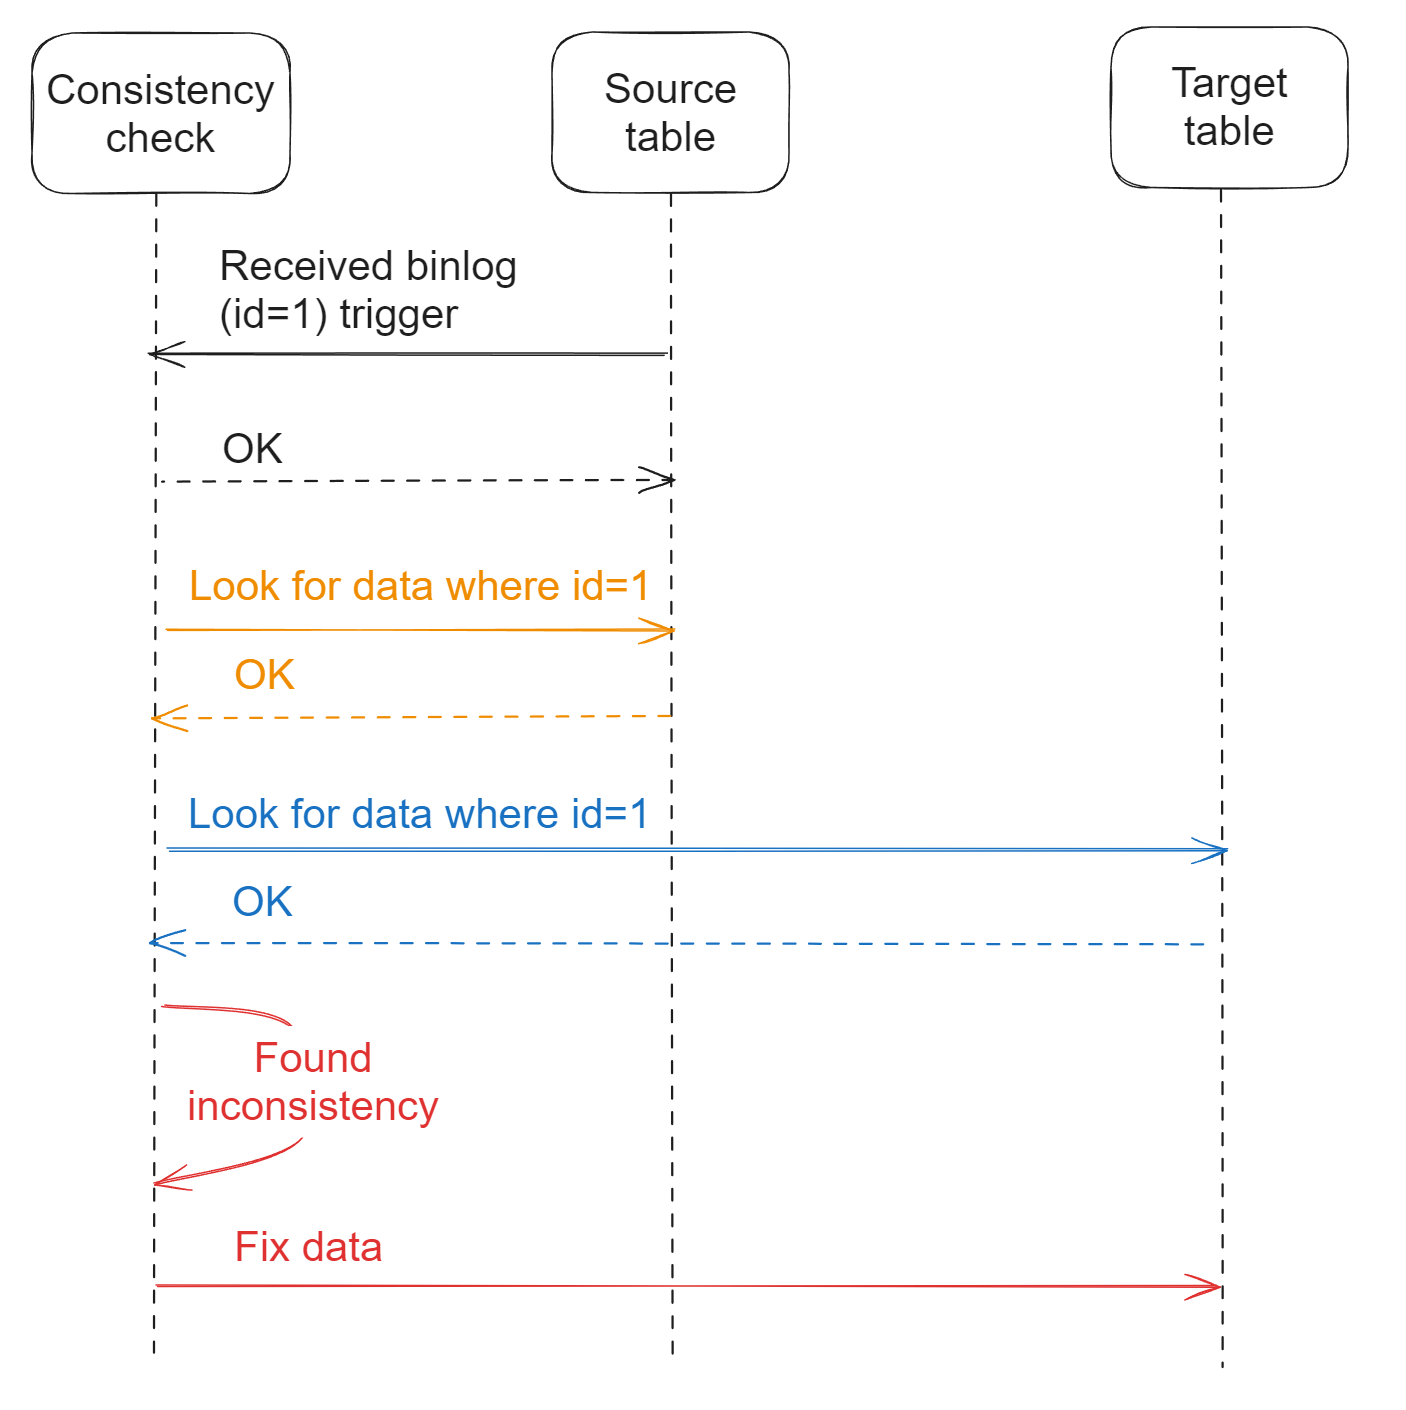 Consistency
check
Source
table
Target
table
Received binlog
(id=1) trigger
OK
Look for data where id=1
OK
Look for data where id=1
OK
Found
inconsistency
Fix data